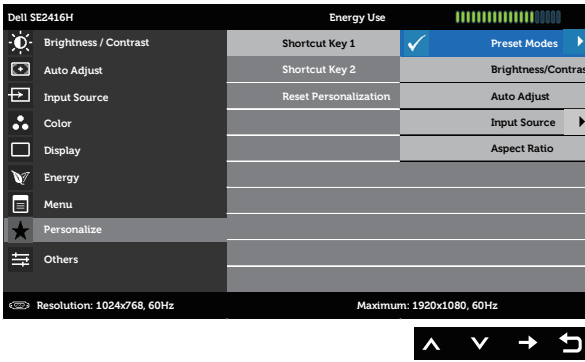 Dell SE2416H Energy Use
Brightness / Contrast Shortcut Key 1 Preset Modes
Auto Adjust Shortcut Key 2 Brightness/Contras
Input Source Reset Personalization Auto Adjust
Color Input Source
Display Aspect Ratio
Energy
Menu
Personalize
Others
Resolution: 1024x768, 60Hz Maximum: 1920x1080, 60Hz